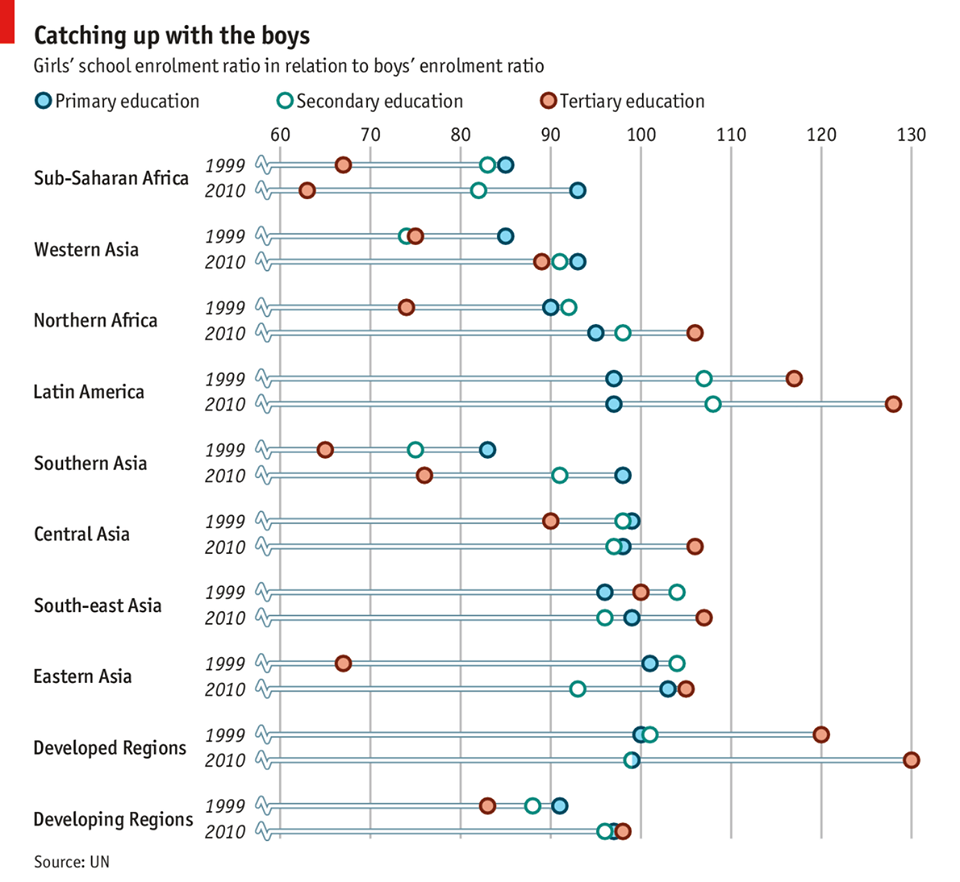 Catching up with the boys
Girls' school enrolment ratio in relation to boys' enrolment ratio
Primary education Secondary education Tertiary education
60 70 80 90 100 110 120 130
Sub-Saharan Africa
1999
2010
Western Asia
1999
2010
Northern Africa
1999
2010
Latin America
1999
2010
Southern Asia
1999
2010
Central Asia
1999
2010
South-east Asia
1999
2010
Eastern Asia
1999
2010
Developed Regions
1999
2010
Developing Regions
1999
2010
Source: UN